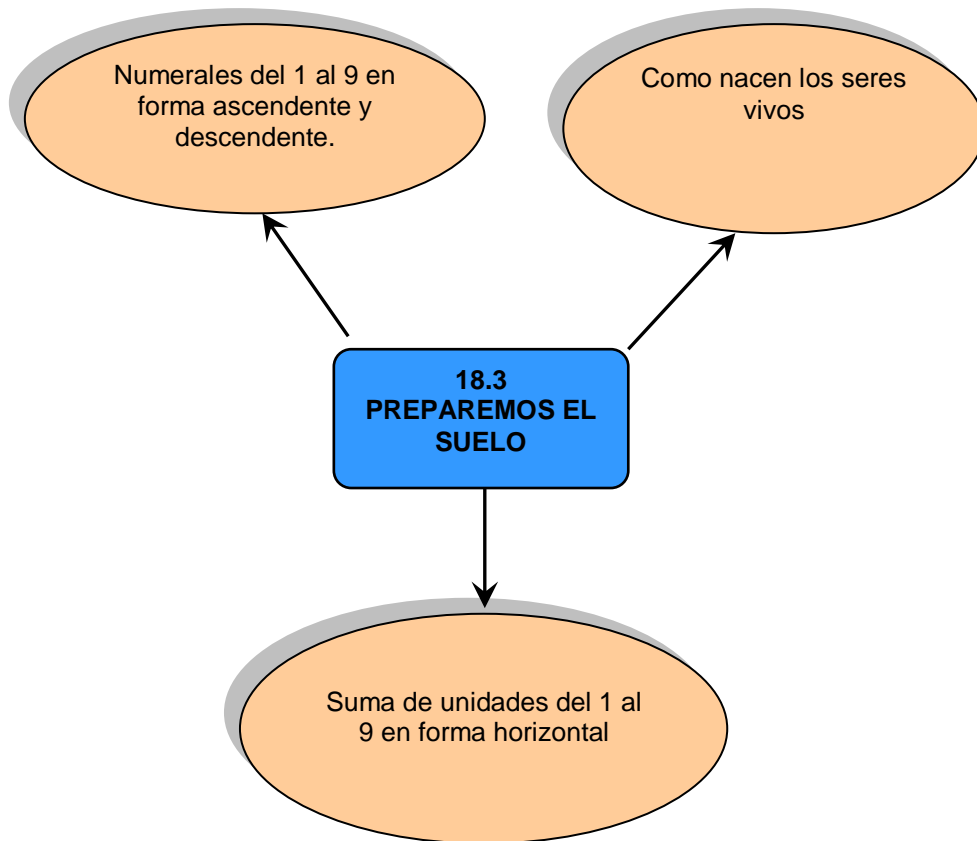 Numerales del 1 al 9 en
forma ascendente y
descendente.
Como nacen los seres
vivos
18.3
PREPAREMOS EL
SUELO
Suma de unidades del 1 al
9 en forma horizontal